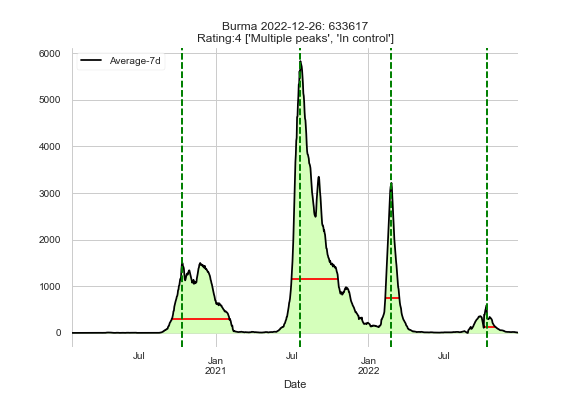 Burma 2022-12-26: 633617
Rating:4 ['Multiple peaks', 'In control']
Average-7d
6000
5000
4000
3000
2000
1000
0
Jul
Jan
2021
Jul
Jan
2022
Jul
Date